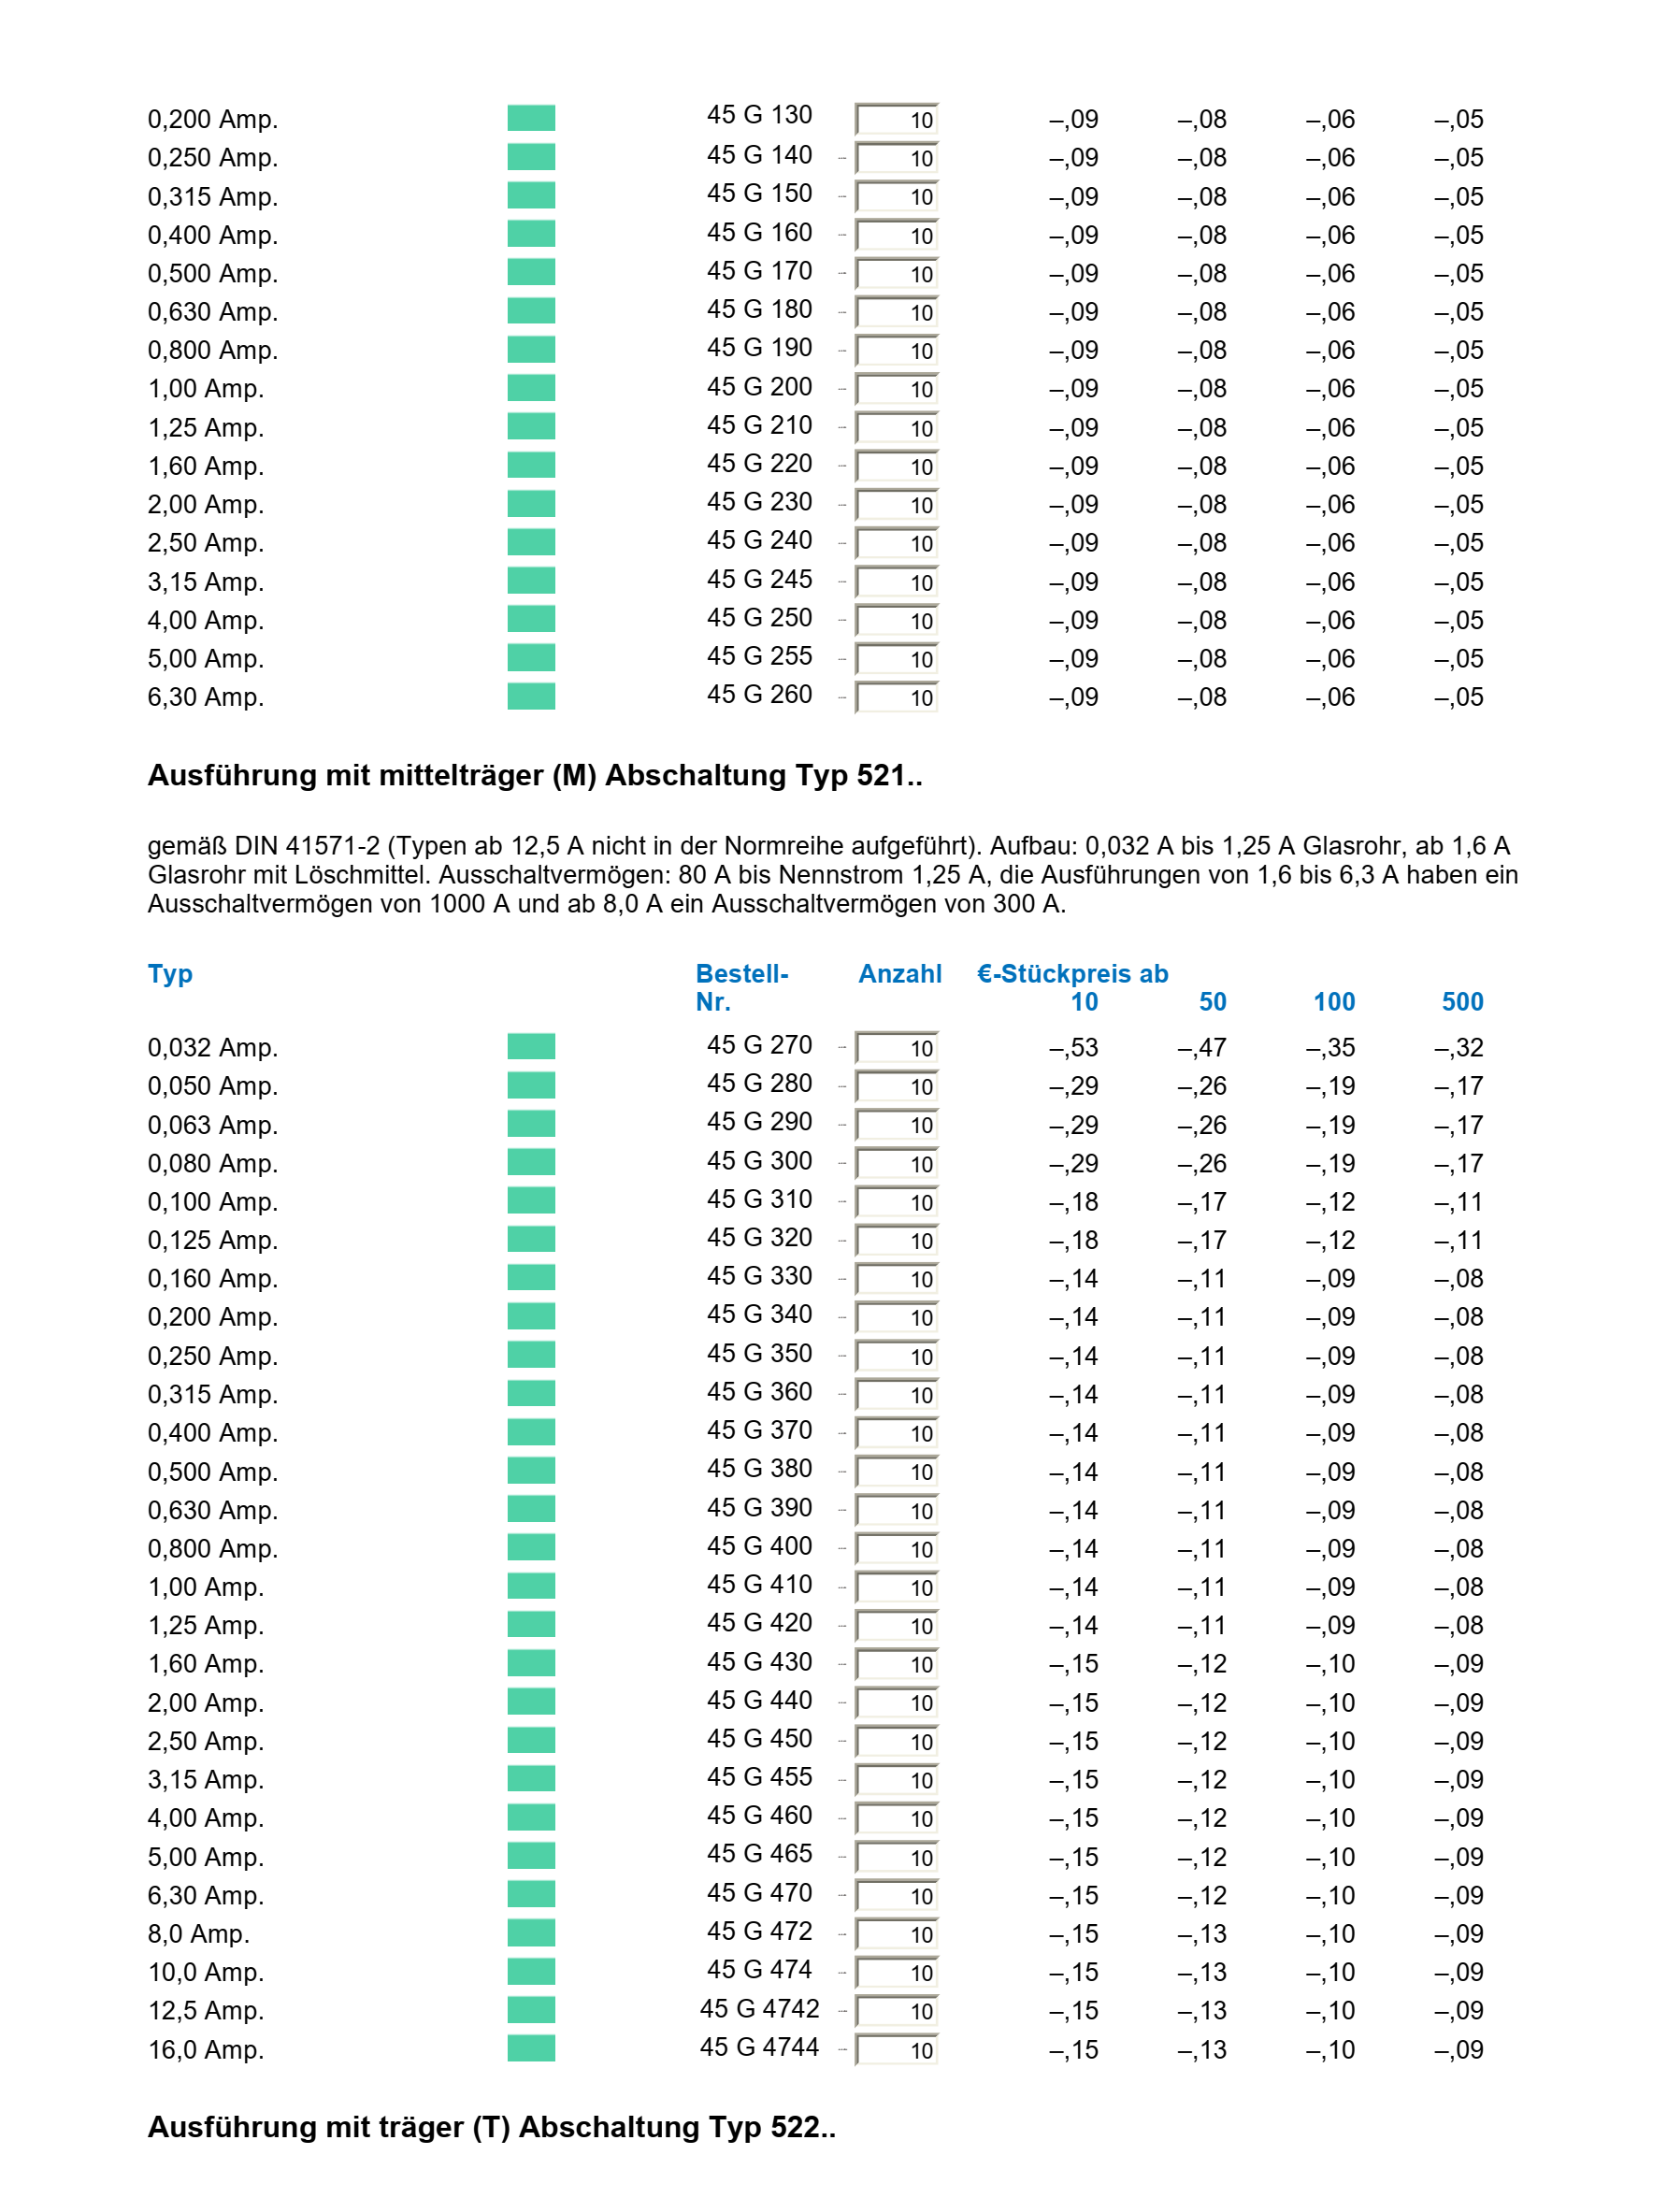 0,200 Amp. 45 G 130 10 –,09 –,08 –,06 –,05
0,250 Amp. 45 G 140 10 –,09 –,08 –,06 –,05
0,315 Amp. 45 G 150 10 –,09 –,08 –,06 –,05
0,400 Amp. 45 G 160 10 –,09 –,08 –,06 –,05
0,500 Amp. 45 G 170 10 –,09 –,08 –,06 –,05
0,630 Amp. 45 G 180 10 –,09 –,08 –,06 –,05
0,800 Amp. 45 G 190 10 –,09 –,08 –,06 –,05
1,00 Amp. 45 G 200 10 –,09 –,08 –,06 –,05
1,25 Amp. 45 G 210 10 –,09 –,08 –,06 –,05
1,60 Amp. 45 G 220 10 –,09 –,08 –,06 –,05
2,00 Amp. 45 G 230 10 –,09 –,08 –,06 –,05
2,50 Amp. 45 G 240 10 –,09 –,08 –,06 –,05
3,15 Amp. 45 G 245 10 –,09 –,08 –,06 –,05
4,00 Amp. 45 G 250 10 –,09 –,08 –,06 –,05
5,00 Amp. 45 G 255 10 –,09 –,08 –,06 –,05
6,30 Amp. 45 G 260 10 –,09 –,08 –,06 –,05
Ausführung mit mittelträger (M) Abschaltung Typ 521..
gemäß DIN 41571-2 (Typen ab 12,5 A nicht in der Normreihe aufgeführt). Aufbau: 0,032 A bis 1,25 A Glasrohr, ab 1,6 A
Glasrohr mit Löschmittel. Ausschaltvermögen: 80 A bis Nennstrom 1,25 A, die Ausführungen von 1,6 bis 6,3 A haben ein
Ausschaltvermögen von 1000 A und ab 8,0 A ein Ausschaltvermögen von 300 A.
Typ Bestell- Anzahl €-Stückpreis ab
Nr. 10 50 100 500
0,032 Amp. 45 G 270 10 –,53 –,47 –,35 –,32
0,050 Amp. 45 G 280 10 –,29 –,26 –,19 –,17
0,063 Amp. 45 G 290 10 –,29 –,26 –,19 –,17
0,080 Amp. 45 G 300 10 –,29 –,26 –,19 –,17
0,100 Amp. 45 G 310 10 –,18 –,17 –,12 –,11
0,125 Amp. 45 G 320 10 –,18 –,17 –,12 –,11
0,160 Amp. 45 G 330 10 –,14 –,11 –,09 –,08
0,200 Amp. 45 G 340 10 –,14 –,11 –,09 –,08
0,250 Amp. 45 G 350 10 –,14 –,11 –,09 –,08
0,315 Amp. 45 G 360 10 –,14 –,11 –,09 –,08
0,400 Amp. 45 G 370 10 –,14 –,11 –,09 –,08
0,500 Amp. 45 G 380 10 –,14 –,11 –,09 –,08
0,630 Amp. 45 G 390 10 –,14 –,11 –,09 –,08
0,800 Amp. 45 G 400 10 –,14 –,11 –,09 –,08
1,00 Amp. 45 G 410 10 –,14 –,11 –,09 –,08
1,25 Amp. 45 G 420 10 –,14 –,11 –,09 –,08
1,60 Amp. 45 G 430 10 –,15 –,12 –,10 –,09
2,00 Amp. 45 G 440 10 –,15 –,12 –,10 –,09
2,50 Amp. 45 G 450 10 –,15 –,12 –,10 –,09
3,15 Amp. 45 G 455 10 –,15 –,12 –,10 –,09
4,00 Amp. 45 G 460 10 –,15 –,12 –,10 –,09
5,00 Amp. 45 G 465 10 –,15 –,12 –,10 –,09
6,30 Amp. 45 G 470 10 –,15 –,12 –,10 –,09
8,0 Amp. 45 G 472 10 –,15 –,13 –,10 –,09
10,0 Amp. 45 G 474 10 –,15 –,13 –,10 –,09
12,5 Amp. 45 G 4742 10 –,15 –,13 –,10 –,09
16,0 Amp. 45 G 4744 10 –,15 –,13 –,10 –,09
Ausführung mit träger (T) Abschaltung Typ 522..